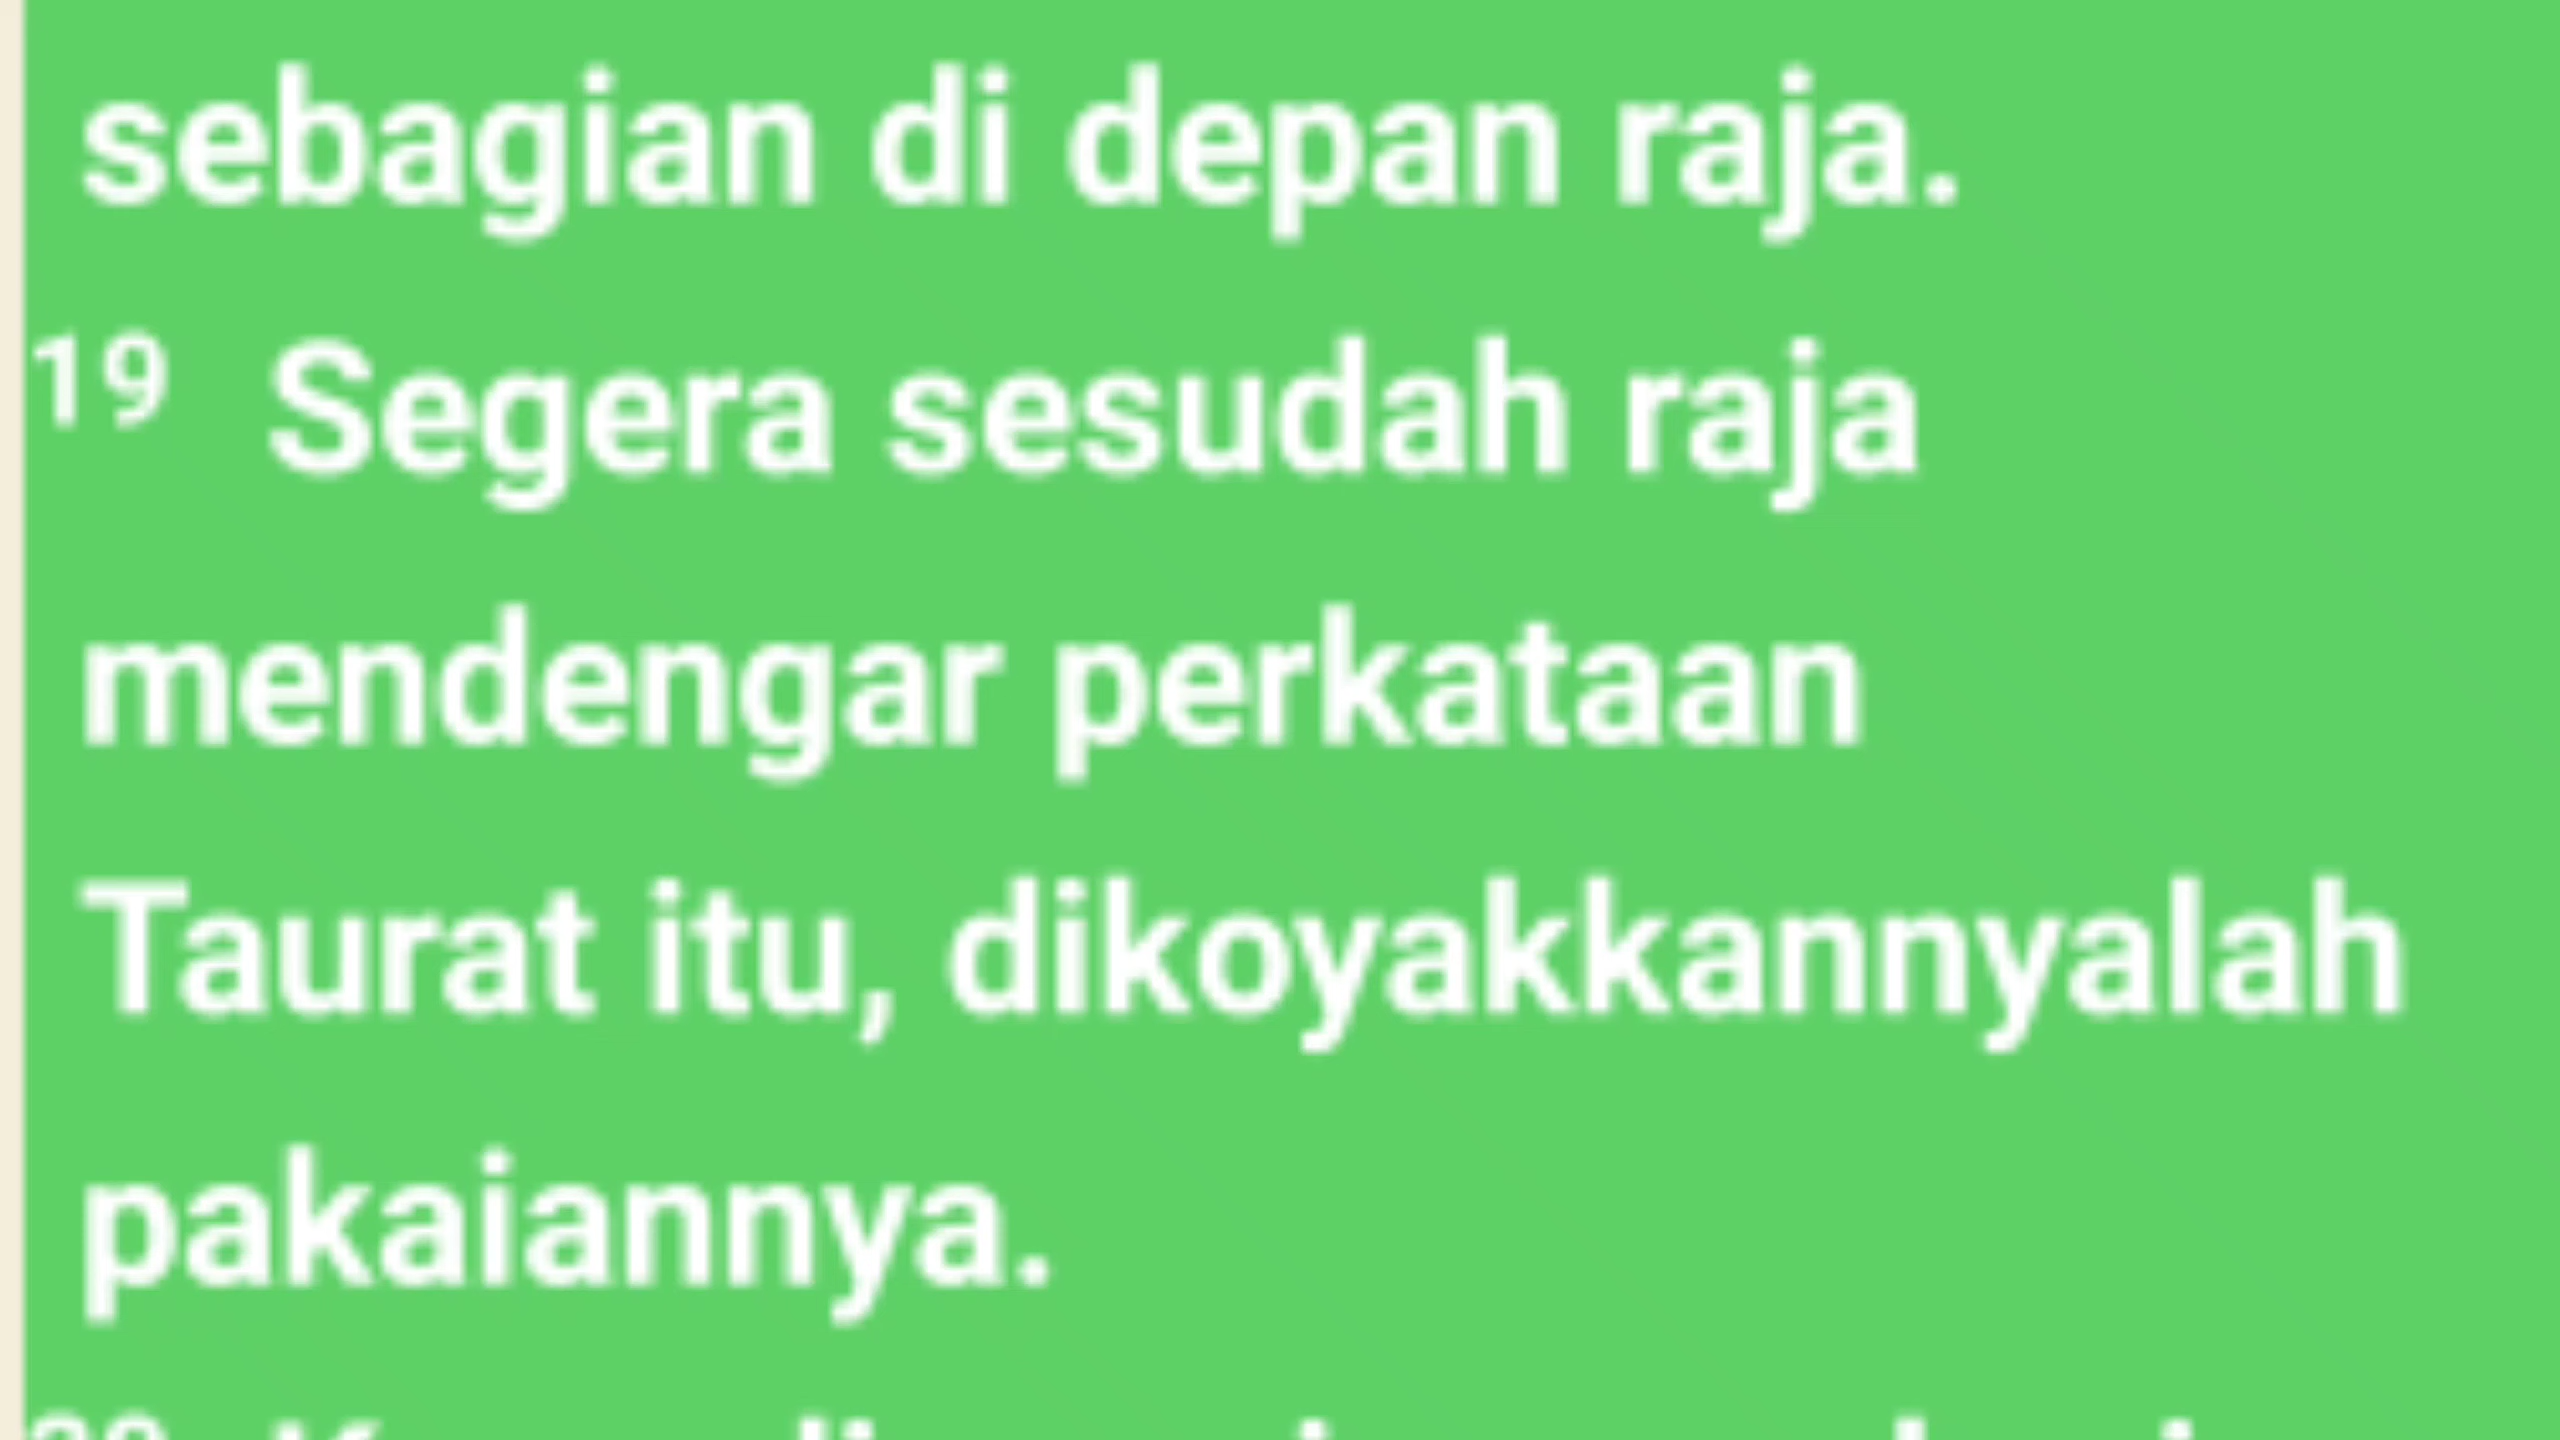 sebagian di depan raja.
19 Segera sesudah raja
mendengar perkataan
Taurat itu, dikoyakkannyalah
pakaiannya.